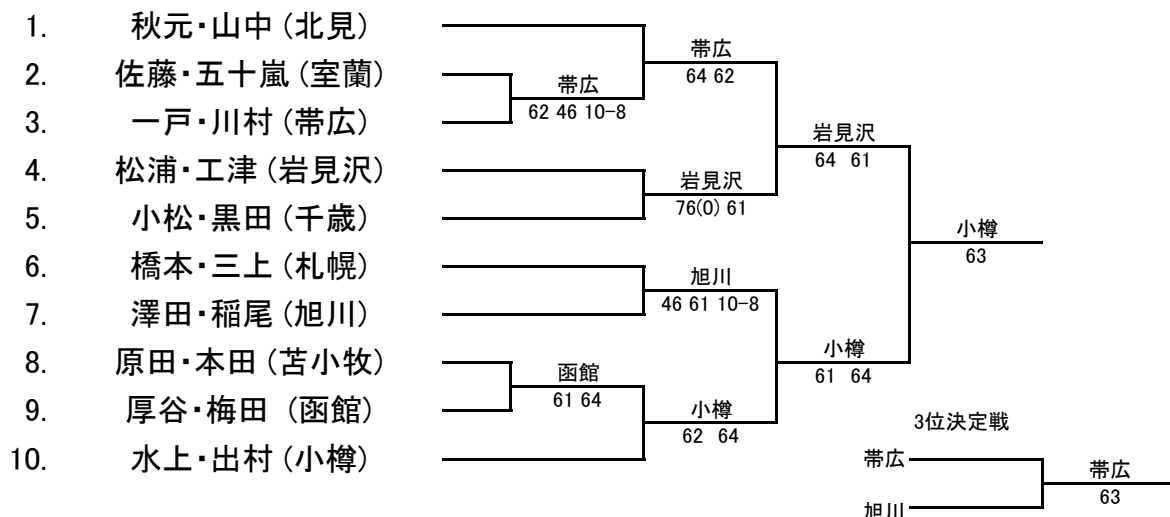 1. 秋元・山中（北見）
帯広
2. 佐藤・五十嵐（室蘭）
64 62
帯広
62 46 10-8
3. 一戸・川村（帯広）
岩見沢
64 61
4. 松浦・工津（岩見沢）
岩見沢
76(0) 61
5. 小松・黒田（千歳）
小樽
63
6. 橋本・三上（札幌）
旭川
46 61 10-8
7. 澤田・稲尾（旭川）
小樽
61 64
8. 原田・本田（苫小牧）
函館
61 64
9. 厚谷・梅田（函館）
小樽
62 64
3位決定戦
10. 水上・出村（小樽）
帯広
帯広
63
旭川